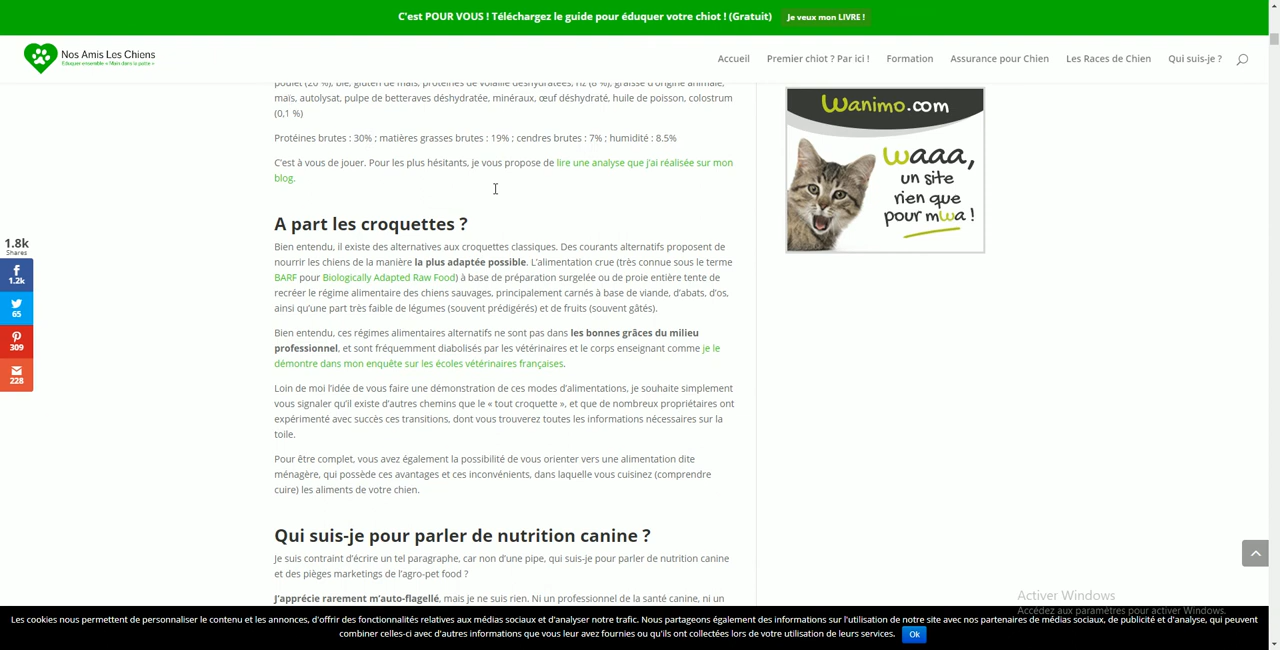 C'est POUR VOUS ! Téléchargez le guide pour éduquer votre chiot ! (Gratuit) Je veux mon LIVRE !
Nos Amis Les Chiens
Eduquer ensemble « Main dans la patte »
Accueil Premier chiot ? Par ici ! Formation Assurance pour Chien Les Races de Chien Qui suis-je ?
poulet (20 %), blé, gluten de maïs, protéines de volaille déshydratées, riz (8 %), graisse d'origine animale,
maïs, autolysat, pulpe de betteraves déshydratée, minéraux, œuf déshydraté, huile de poisson, colostrum
(0,1 %)
Protéines brutes : 30% ; matières grasses brutes : 19% ; cendres brutes : 7% ; humidité : 8.5%
C'est à vous de jouer. Pour les plus hésitants, je vous propose de lire une analyse que j'ai réalisée sur mon
blog.
A part les croquettes ?
Bien entendu, il existe des alternatives aux croquettes classiques. Des courants alternatifs proposent de
nourrir les chiens de la manière la plus adaptée possible. L'alimentation crue (très connue sous le terme
BARF pour Biologically Adapted Raw Food) à base de préparation surgelée ou de proie entière tente de
recréer le régime alimentaire des chiens sauvages, principalement carnés à base de viande, d'abats, d'os,
ainsi qu'une part très faible de légumes (souvent prédigérés) et de fruits (souvent gâtés).
Bien entendu, ces régimes alimentaires alternatifs ne sont pas dans les bonnes grâces du milieu
professionnel, et sont fréquemment diabolisés par les vétérinaires et le corps enseignant comme je le
démontre dans mon enquête sur les écoles vétérinaires françaises.
Loin de moi l'idée de vous faire une démonstration de ces modes d'alimentations, je souhaite simplement
vous signaler qu'il existe d'autres chemins que le « tout croquette », et que de nombreux propriétaires ont
expérimenté avec succès ces transitions, dont vous trouverez toutes les informations nécessaires sur la
toile.
Pour être complet, vous avez également la possibilité de vous orienter vers une alimentation dite
ménagère, qui possède ces avantages et ces inconvénients, dans laquelle vous cuisinez (comprendre
cuire) les aliments de votre chien.
Qui suis-je pour parler de nutrition canine ?
Je suis contraint d'écrire un tel paragraphe, car non d'une pipe, qui suis-je pour parler de nutrition canine
et des pièges marketings de l'agro-pet food ?
J'apprécie rarement m'auto-flagellé, mais je ne suis rien. Ni un professionnel de la santé canine, ni un
Wanimo.com
waaa,
un site
rien que
pour mwa !
1.8k
Shares
1.2k
65
309
228
Activer Windows
Accédez aux paramètres pour activer Windows.
Les cookies nous permettent de personnaliser le contenu et les annonces, d'offrir des fonctionnalités relatives aux médias sociaux et d'analyser notre trafic. Nous partageons également des informations sur l'utilisation de notre site avec nos partenaires de médias sociaux, de publicité et d'analyse, qui peuvent
combiner celles-ci avec d'autres informations que vous leur avez fournies ou qu'ils ont collectées lors de votre utilisation de leurs services. Ok